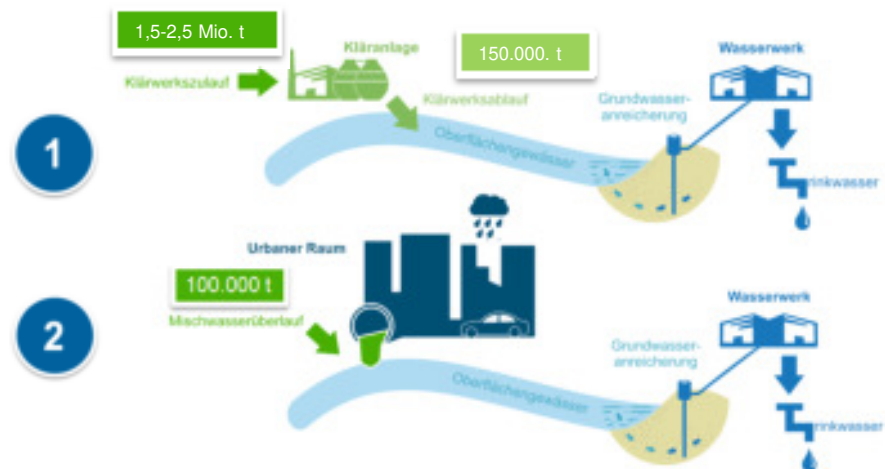 1,5-2,5 Mio. t
Kläranlage
150.000. t
Wasserwerk
Klärwerkszulauf
Klärwerksablauf
Grundwasser-
anreicherung
1
Oberflächengewässer
rinkwasser
Urbaner Raum
100.000 t
Mischwasserüberlauf
2
Wasserwerk
Grundwasser-
anreicherung
Oberflächengewässer
rinkwasser